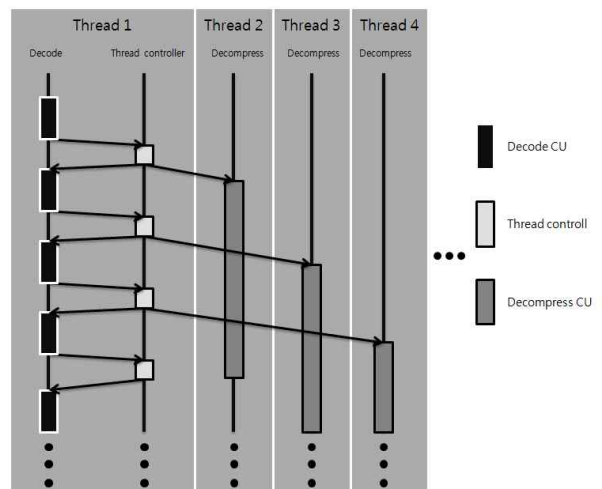 Thread 1
Thread 2
Thread 3
Thread 4
Decode
Thread controller
Decompress
Decompress
Decompress
Decode CU
Thread controll
Decompress CU